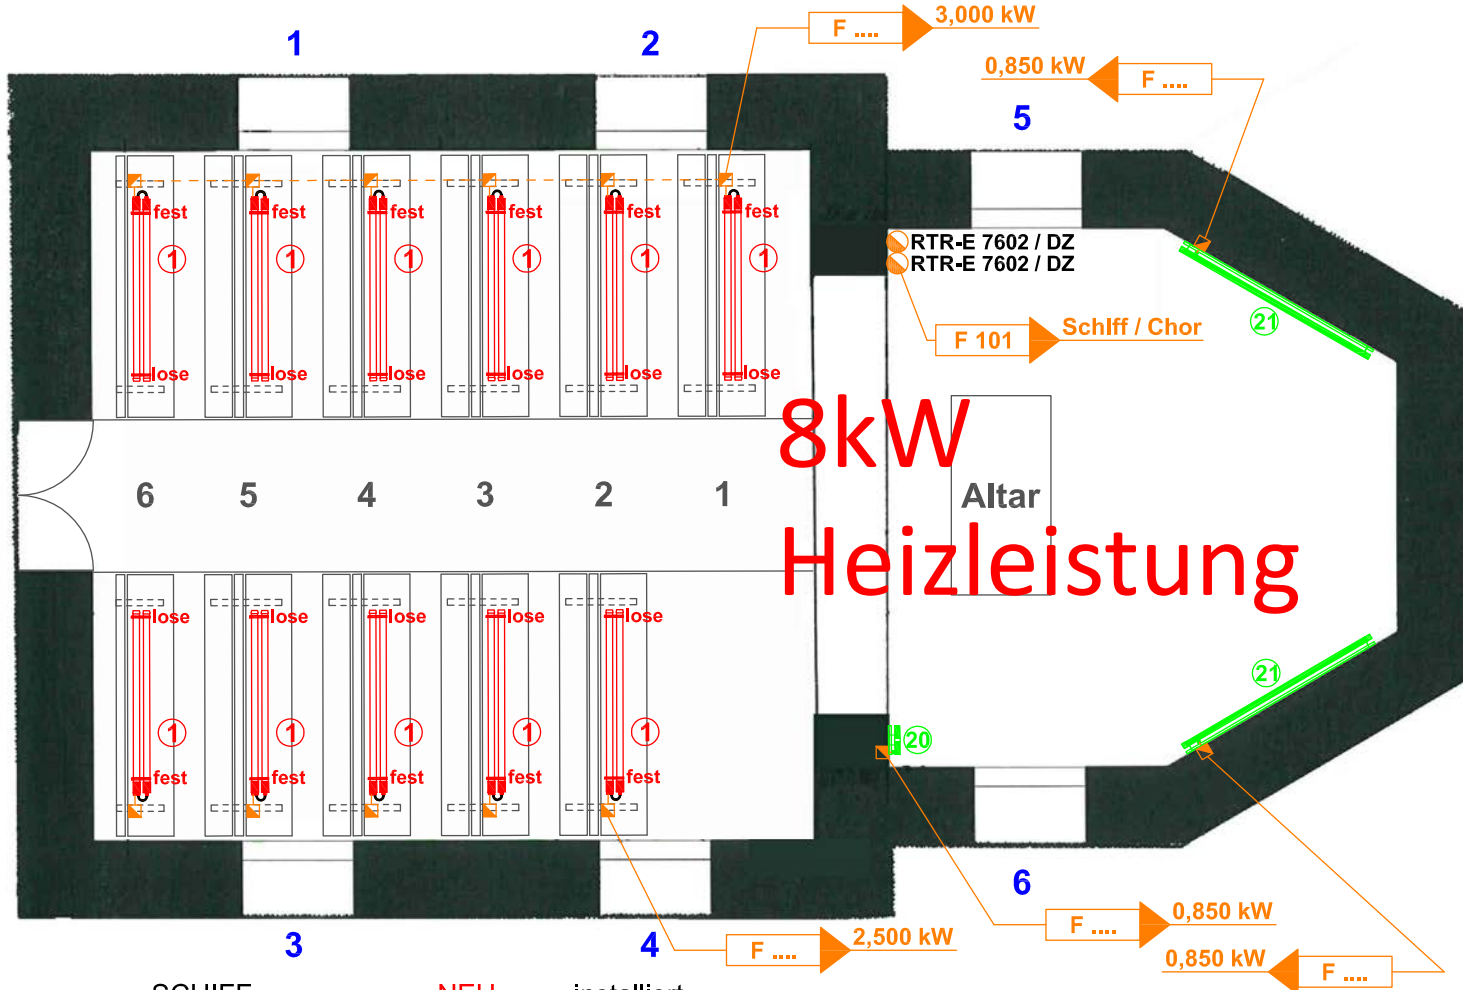 F .... 3,000 kW
1 2
0,850 kW F ....
5
fest fest fest fest fest fest
RTR-E 7602 / DZ
1 1 1 1 1 1
RTR-E 7602 / DZ
21
F 101 Schiff / Chor
lose lose lose lose lose lose
8kW
6 5 4 3 2 1
Altar
Heizleistung
lose lose lose lose lose
21
1 1 1 1 1
20
fest fest fest fest fest
6
F .... 0,850 kW
3 4
F .... 2,500 kW
0,850 kW F ....
SCHIFF NEU installiert